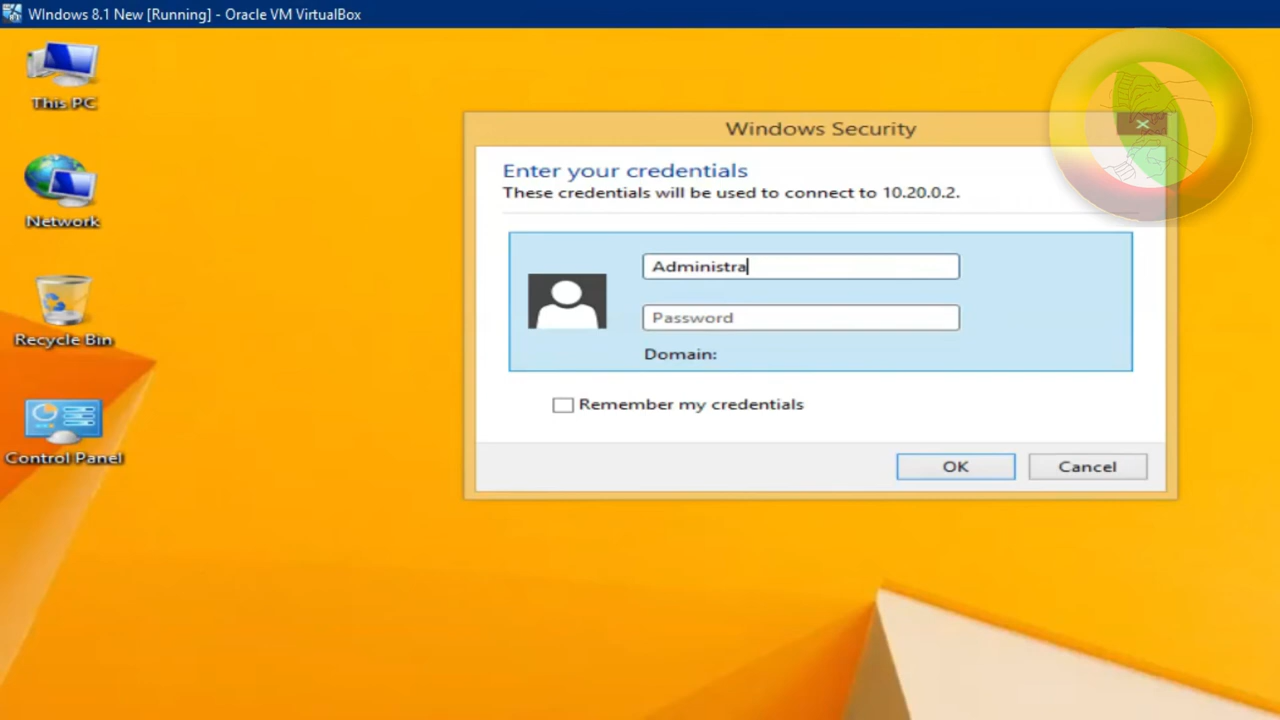 WIndows 8.1 New [Running] - Oracle VM VirtualBox
This PC
Network
Recycle Bin
Control Panel
Windows Security
Enter your credentials
These credentials will be used to connect to 10.20.0.2.
Administra
Password
Domain:
Remember my credentials
OK
Cancel